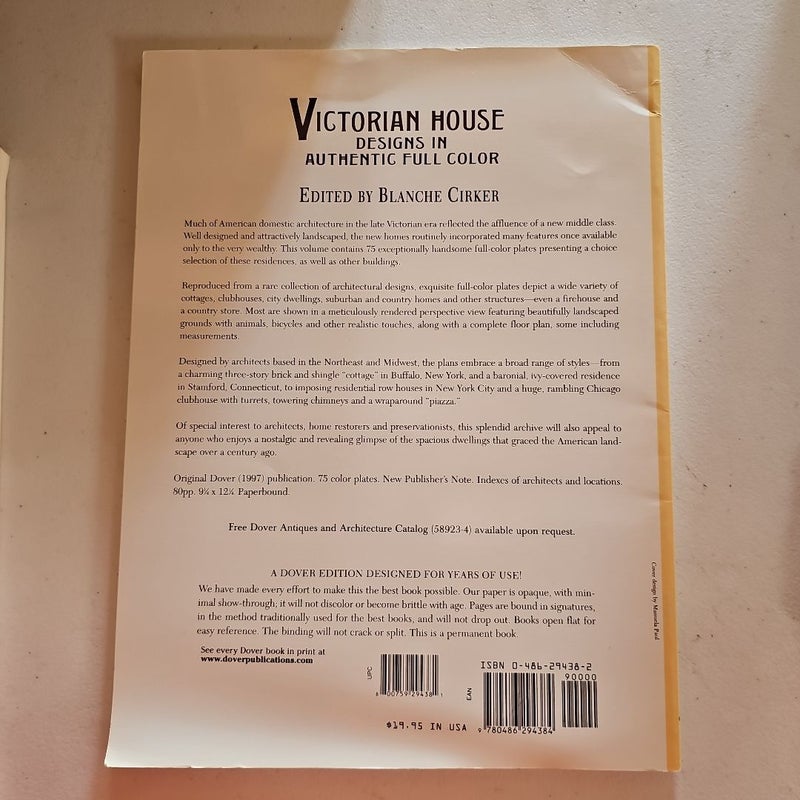 VICTORIAN HOUSE
DESIGNS IN
AUTHENTIC FULL COLOR
EDITED BY BLANCHE CIRKER
Much of American domestic architecture in the late Victorian era reflected the affluence of a new middle class.
Well designed and attractively landscaped, the new homes routinely incorporated many features once available
only to the very wealthy. This volume contains 75 exceptionally handsome full-color plates presenting a choice
selection of these residences, as well as other buildings.
Reproduced from a rare collection of architectural designs, exquisite full-color plates depict a wide variety of
cottages, clubhouses, city dwellings, suburban and country homes and other structures—even a firehouse and
a country store. Most are shown in a meticulously rendered perspective view featuring beautifully landscaped
grounds with animals, bicycles and other realistic touches, along with a complete floor plan, some including
measurements.
Designed by architects based in the Northeast and Midwest, the plans embrace a broad range of styles—from
a charming three-story brick and shingle "cottage" in Buffalo, New York, and a baronial, ivy-covered residence
in Stamford, Connecticut, to imposing residential row houses in New York City and a huge, rambling Chicago
clubhouse with turrets, towering chimneys and a wraparound "piazza."
Of special interest to architects, home restorers and preservationists, this splendid archive will also appeal to
anyone who enjoys a nostalgic and revealing glimpse of the spacious dwellings that graced the American land-
scape over a century ago.
Original Dover (1997) publication. 75 color plates. New Publisher's Note. Indexes of architects and locations.
80pp. 9¼ x 12¼ Paperbound.
Free Dover Antiques and Architecture Catalog (58923-4) available upon request.
A DOVER EDITION DESIGNED FOR YEARS OF USE!
We have made every effort to make this the best book possible. Our paper is opaque, with min-
imal show-through; it will not discolor or become brittle with age. Pages are bound in signatures,
in the method traditionally used for the best books, and will not drop out. Books open flat for
easy reference. The binding will not crack or split. This is a permanent book.
See every Dover book in print at
www.doverpublications.com
UPC
8 00759 29438 1
$19.95 IN USA
EAN
ISBN 0-486-29438-2
90000
9 780486 294384
Cover design by Manuela Paul